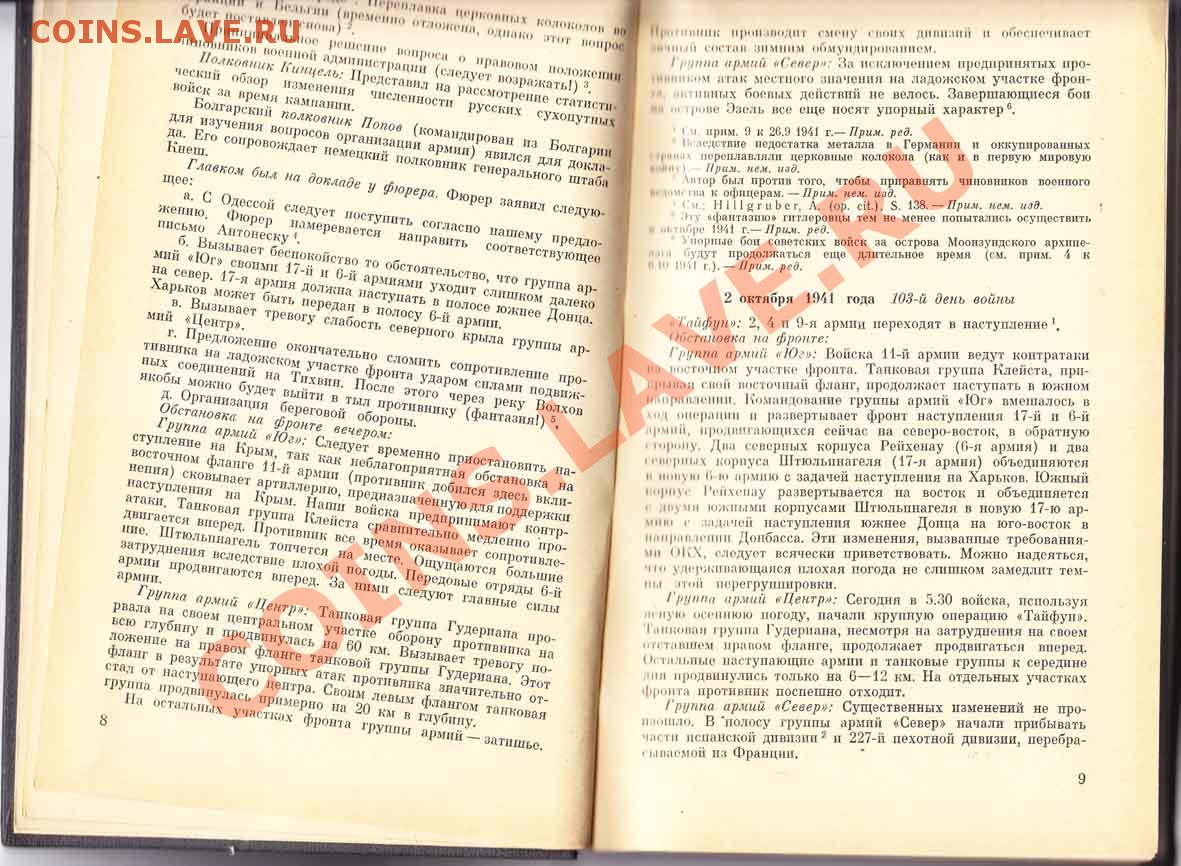 COINS.LAVE.RU
COINS.LAVE.RU
Переплавка церковных колоколов во
и Бельгии (временно отложена, однако этот вопрос
будет поставлен снова) 2.
решение вопроса о правовом положении
чиновников военной администрации (следует возражать!) 3.
Полковник Кинцель: Представил на рассмотрение статисти-
ческий обзор изменения численности русских сухопутных
войск за время кампании.
Болгарский полковник Попов (командирован из Болгарии
для изучения вопросов организации армии) явился для докла-
да. Его сопровождает немецкий полковник генерального штаба
Кнеш.
Главком был на докладе у фюрера. Фюрер заявил следую-
щее:
а. С Одессой следует поступить согласно нашему предло-
жению. Фюрер намеревается направить соответствующее
письмо Антонеску 4.
б. Вызывает беспокойство то обстоятельство, что группа ар-
мий «Юг» своими 17-й и 6-й армиями уходит слишком далеко
на север. 17-я армия должна наступать в полосе южнее Донца.
Харьков может быть передан в полосу 6-й армии.
в. Вызывает тревогу слабость северного крыла группы ар-
мий «Центр».
г. Предложение окончательно сломить сопротивление про-
тивника на ладожском участке фронта ударом силами подвиж-
ных соединений на Тихвин. После этого через реку Волхов
якобы можно будет выйти в тыл противнику (фантазия!) 5.
д. Организация береговой обороны.
Обстановка на фронте вечером:
Группа армий «Юг»: Следует временно приостановить на-
ступление на Крым, так как неблагоприятная обстановка на
восточном фланге 11-й армии (противник добился здесь вкли-
нения) сковывает артиллерию, предназначенную для поддержки
наступления на Крым. Наши войска предпринимают контр-
атаки. Танковая группа Клейста сравнительно медленно про-
двигается вперед. Противник все время оказывает сопротивле-
ние. Штюльпнагель топчется на месте. Ощущаются большие
затруднения вследствие плохой погоды. Передовые отряды 6-й
армии продвигаются вперед. За ними следуют главные силы
армии.
Группа армий «Центр»: Танковая группа Гудериана про-
рвала на своем центральном участке оборону противника на
всю глубину и продвинулась на 60 км. Вызывает тревогу по-
ложение на правом фланге танковой группы Гудериана. Этот
фланг в результате упорных атак противника значительно от-
стал от наступающего центра. Своим левым флангом танковая
группа продвинулась примерно на 20 км в глубину.
На остальных участках фронта группы армий — затишье.
8
Противник производит смену своих дивизий и обеспечивает
личный состав зимним обмундированием.
Группа армий «Север»: За исключением предпринятых про-
тивником атак местного значения на ладожском участке фрон-
та, активных боевых действий не велось. Завершающиеся бои
на острове Эзель все еще носят упорный характер 6.
1 См. прим. 9 к 26.9 1941 г.— Прим. ред.
2 Вследствие недостатка металла в Германии и оккупированных
странах переплавляли церковные колокола (как и в первую мировую
войну).— Прим. нем. изд.
3 Автор был против того, чтобы приравнять чиновников военного
ведомства к офицерам. — Прим. нем. изд.
4 См.: Hillgruber, A. (op. cit.), S. 138. — Прим. нем. изд.
5 Эту «фантазию» гитлеровцы тем не менее попытались осуществить
в октябре 1941 г.— Прим. ред.
6 Упорные бои советских войск за острова Моонзундского архипе-
лага будут продолжаться еще длительное время (см. прим. 4 к
6.10 1941 г.). — Прим. ред.
2 октября 1941 года 103-й день войны
«Тайфун»: 2, 4 и 9-я армии переходят в наступление 1.
Обстановка на фронте:
Группа армий «Юг»: Войска 11-й армии ведут контратаки
на восточном участке фронта. Танковая группа Клейста, при-
крывая свой восточный фланг, продолжает наступать в южном
направлении. Командование группы армий «Юг» вмешалось в
ход операции и развертывает фронт наступления 17-й и 6-й
армий, продвигающихся сейчас на северо-восток, в обратную
сторону. Два северных корпуса Рейхенау (6-я армия) и два
северных корпуса Штюльпнагеля (17-я армия) объединяются
в новую 6-ю армию с задачей наступления на Харьков. Южный
корпус Рейхенау развертывается на восток и объединяется
с двумя южными корпусами Штюльпнагеля в новую 17-ю ар-
мию с задачей наступления южнее Донца на юго-восток в
направлении Донбасса. Эти изменения, вызванные требования-
ми ОКХ, следует всячески приветствовать. Можно надеяться,
что удерживающаяся плохая погода не слишком замедлит тем-
пы этой перегруппировки.
Группа армий «Центр»: Сегодня в 5.30 войска, используя
ясную осеннюю погоду, начали крупную операцию «Тайфун».
Танковая группа Гудериана, несмотря на затруднения на своем
отставшем правом фланге, продолжает продвигаться вперед.
Остальные наступающие армии и танковые группы к середине
дня продвинулись только на 6—12 км. На отдельных участках
фронта противник поспешно отходит.
Группа армий «Север»: Существенных изменений не про-
изошло. В полосу группы армий «Север» начали прибывать
части испанской дивизии 2 и 227-й пехотной дивизии, перебра-
сываемой из Франции.
9